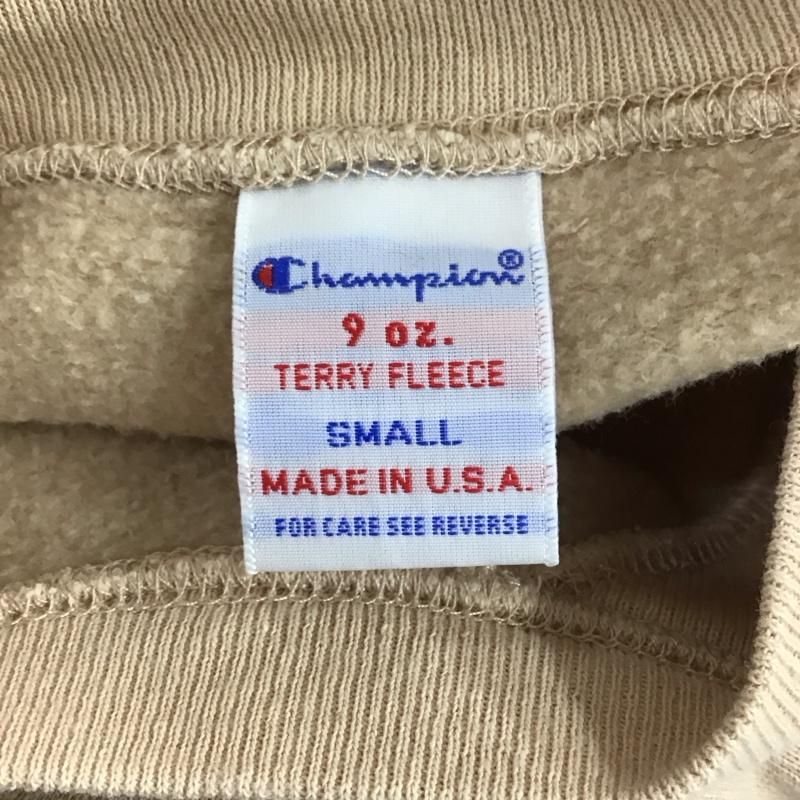 Champion®
9 oz.
TERRY FLEECE
SMALL
MADE IN U.S.A.
FOR CARE SEE REVERSE